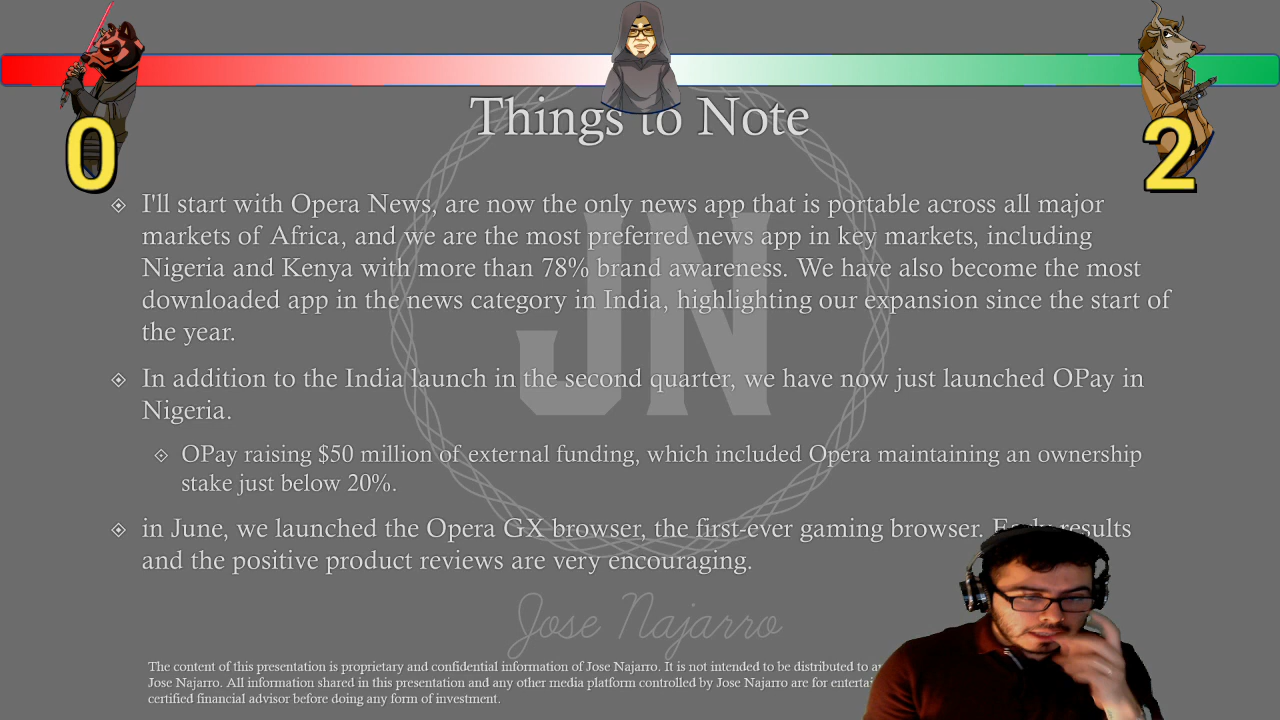 Things to Note
0
2
I'll start with Opera News, are now the only news app that is portable across all major
markets of Africa, and we are the most preferred news app in key markets, including
Nigeria and Kenya with more than 78% brand awareness. We have also become the most
downloaded app in the news category in India, highlighting our expansion since the start of
the year.
In addition to the India launch in the second quarter, we have now just launched OPay in
Nigeria.
OPay raising $50 million of external funding, which included Opera maintaining an ownership
stake just below 20%.
in June, we launched the Opera GX browser, the first-ever gaming browser. results
and the positive product reviews are very encouraging.
JN
Jose Najarro
The content of this presentation is proprietary and confidential information of Jose Najarro. It is not intended to be distributed to
Jose Najarro. All information shared in this presentation and any other media platform controlled by Jose Najarro are for
certified financial advisor before doing any form of investment.